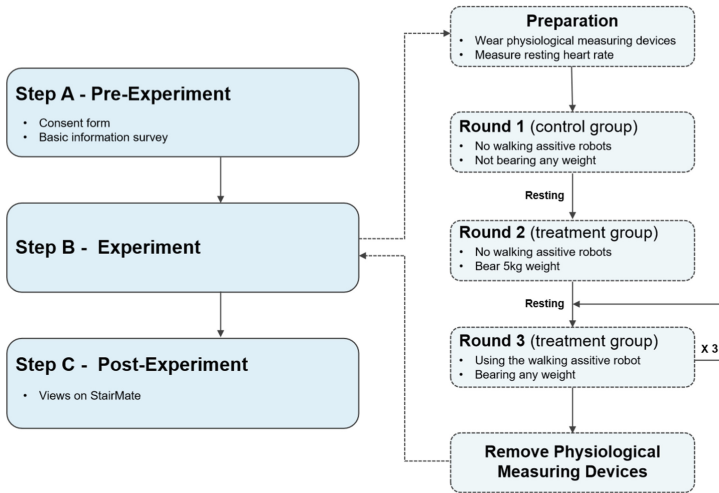 Step A - Pre-Experiment
• Consent form
• Basic information survey
Step B -  Experiment
Step C -  Post-Experiment
• Views on StairMate
Preparation
• Wear physiological measuring devices
• Measure resting heart rate
Round 1 (control group)
• No walking assitive robots
• Not bearing any weight
Resting
Round 2 (treatment group)
• No walking assitive robots
• Bear 5kg weight
Resting
Round 3 (treatment group)
• Using the walking assitive robot
• Bearing any weight
X 3
Remove Physiological
Measuring Devices